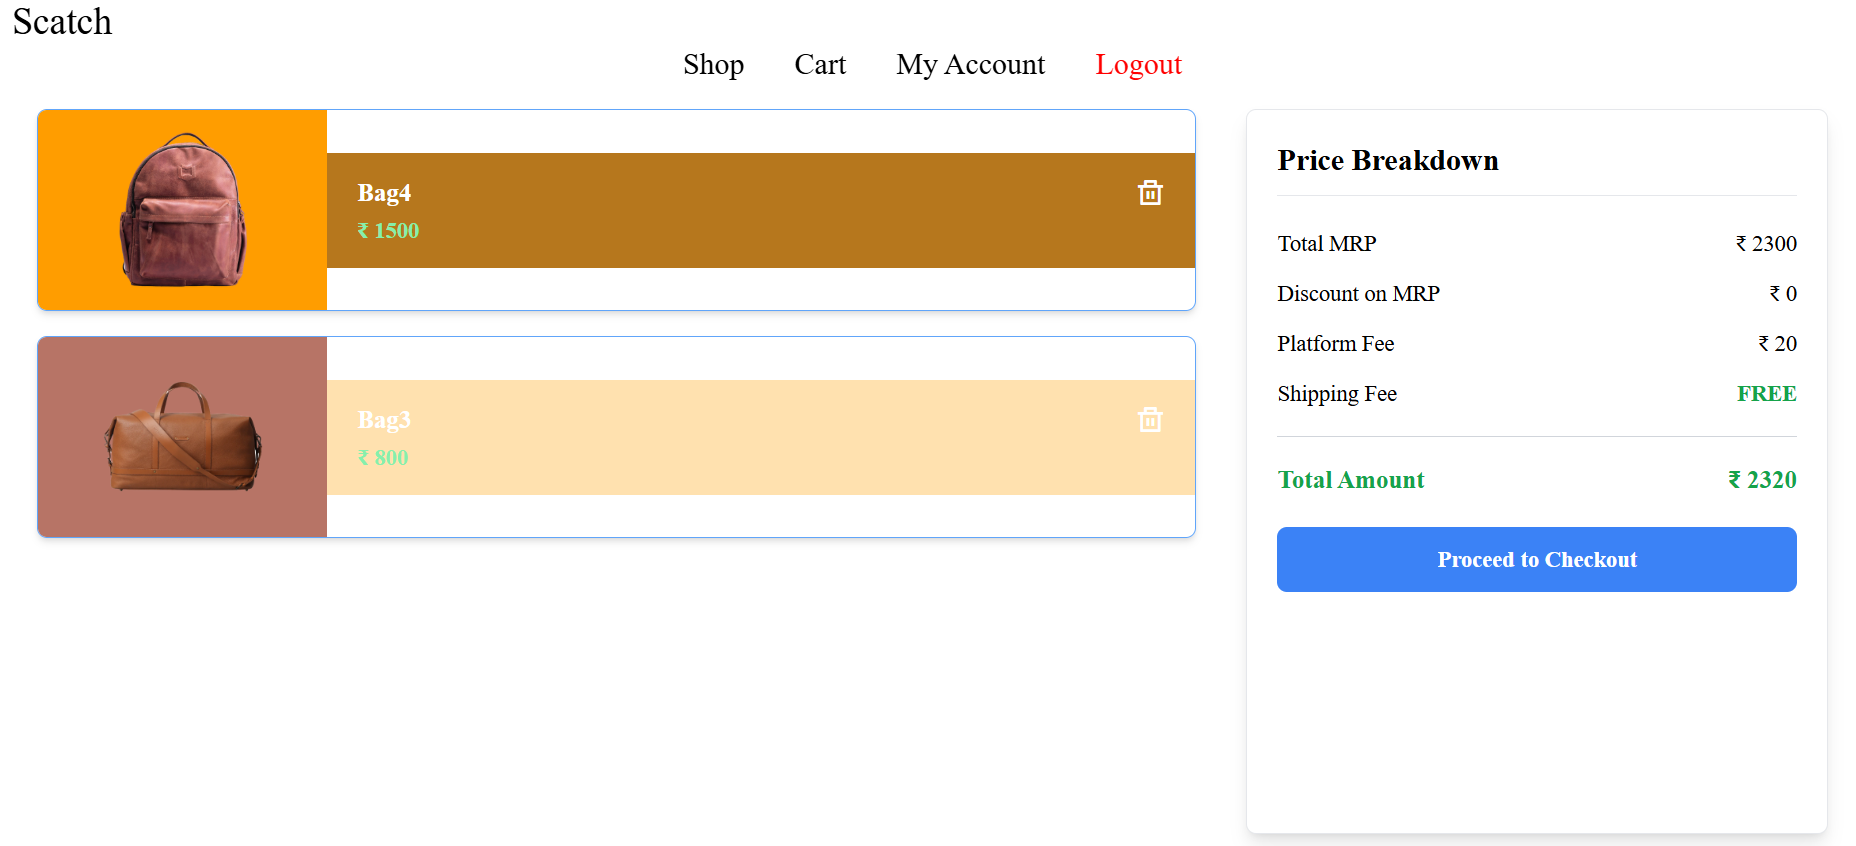 Scatch
Shop Cart My Account Logout
Bag4
₹ 1500
Bag3
₹ 800
Price Breakdown
Total MRP ₹ 2300
Discount on MRP ₹ 0
Platform Fee ₹ 20
Shipping Fee FREE
Total Amount ₹ 2320
Proceed to Checkout